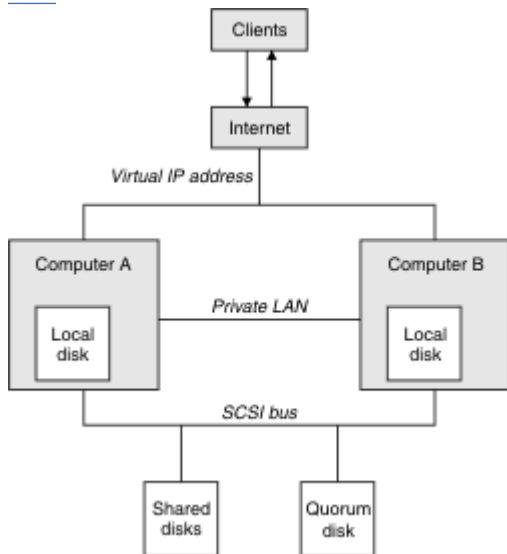 Clients
Internet
Virtual IP address
Computer A
Computer B
Private LAN
Local
disk
Local
disk
SCSI bus
Shared
disks
Quorum
disk